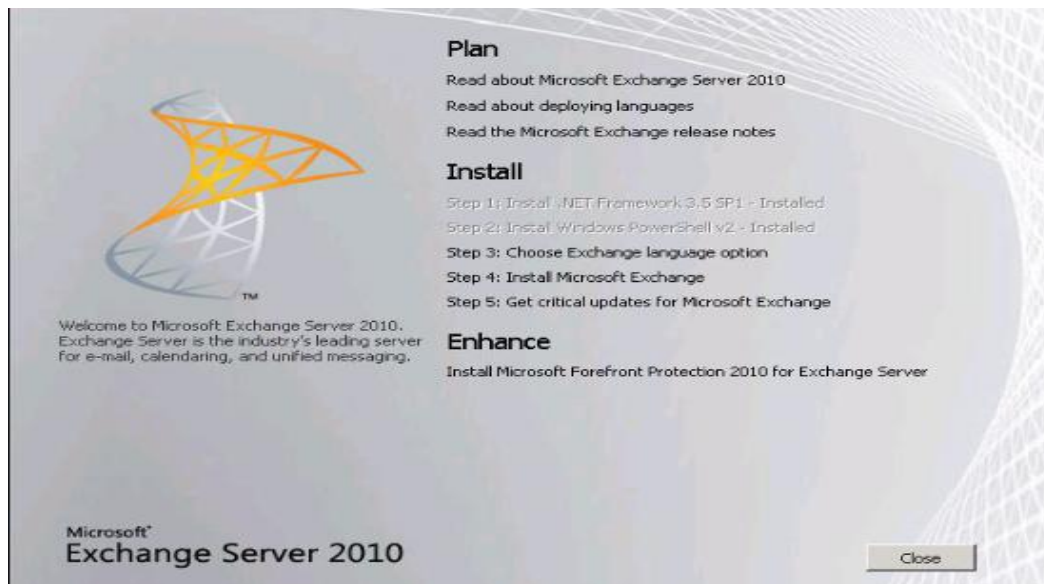 Plan
Read about Microsoft Exchange Server 2010
Read about deploying languages
Read the Microsoft Exchange release notes
Install
Step 1: Install .NET Framework 3.5 SP1 - Installed
Step 2: Install Windows PowerShell v2 - Installed
Step 3: Choose Exchange language option
Step 4: Install Microsoft Exchange
Step 5: Get critical updates for Microsoft Exchange
Enhance
Install Microsoft Forefront Protection 2010 for Exchange Server
TM
Welcome to Microsoft Exchange Server 2010.
Exchange Server is the industry's leading server
for e-mail, calendaring, and unified messaging.
Microsoft
Exchange Server 2010
Close